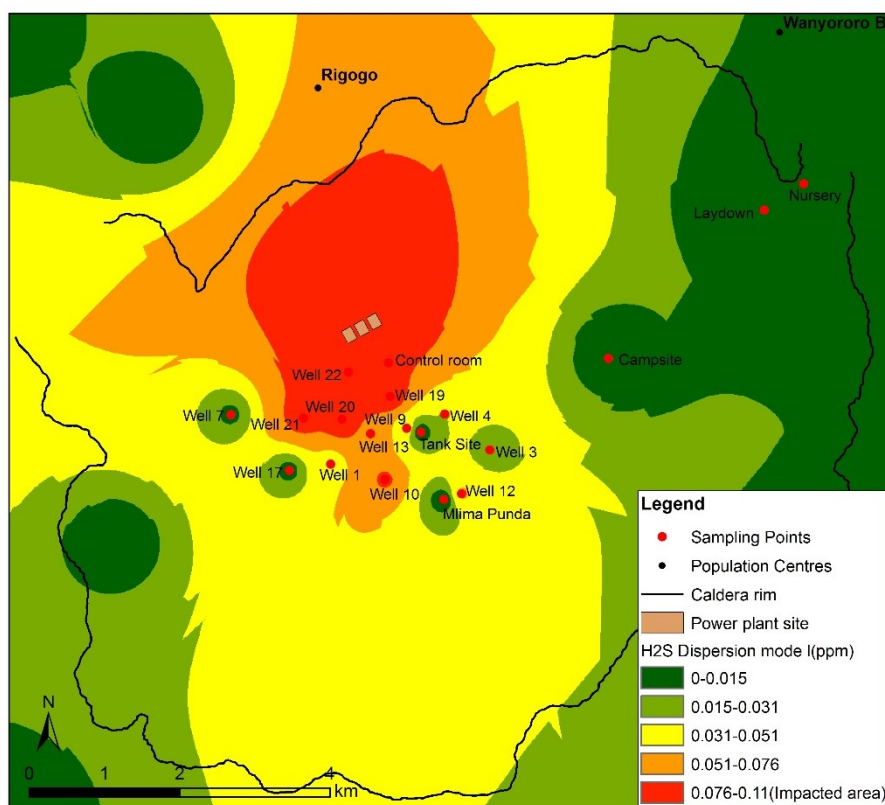 Wanyororo B
Rigogo
Nursery
Laydown
Control room
Campsite
Well 22
Well 19
Well 7
Well 20
Well 21
Well 9
Well 4
Well 13
Tank Site
Well 3
Well 17
Well 1
Well 10
Well 12
Mlima Punda
Legend
Sampling Points
Population Centres
Caldera rim
Power plant site
H2S Dispersion mode l(ppm)
0-0.015
0.015-0.031
0.031-0.051
0.051-0.076
0.076-0.11(Impacted area)
N
0 1 2 4
km